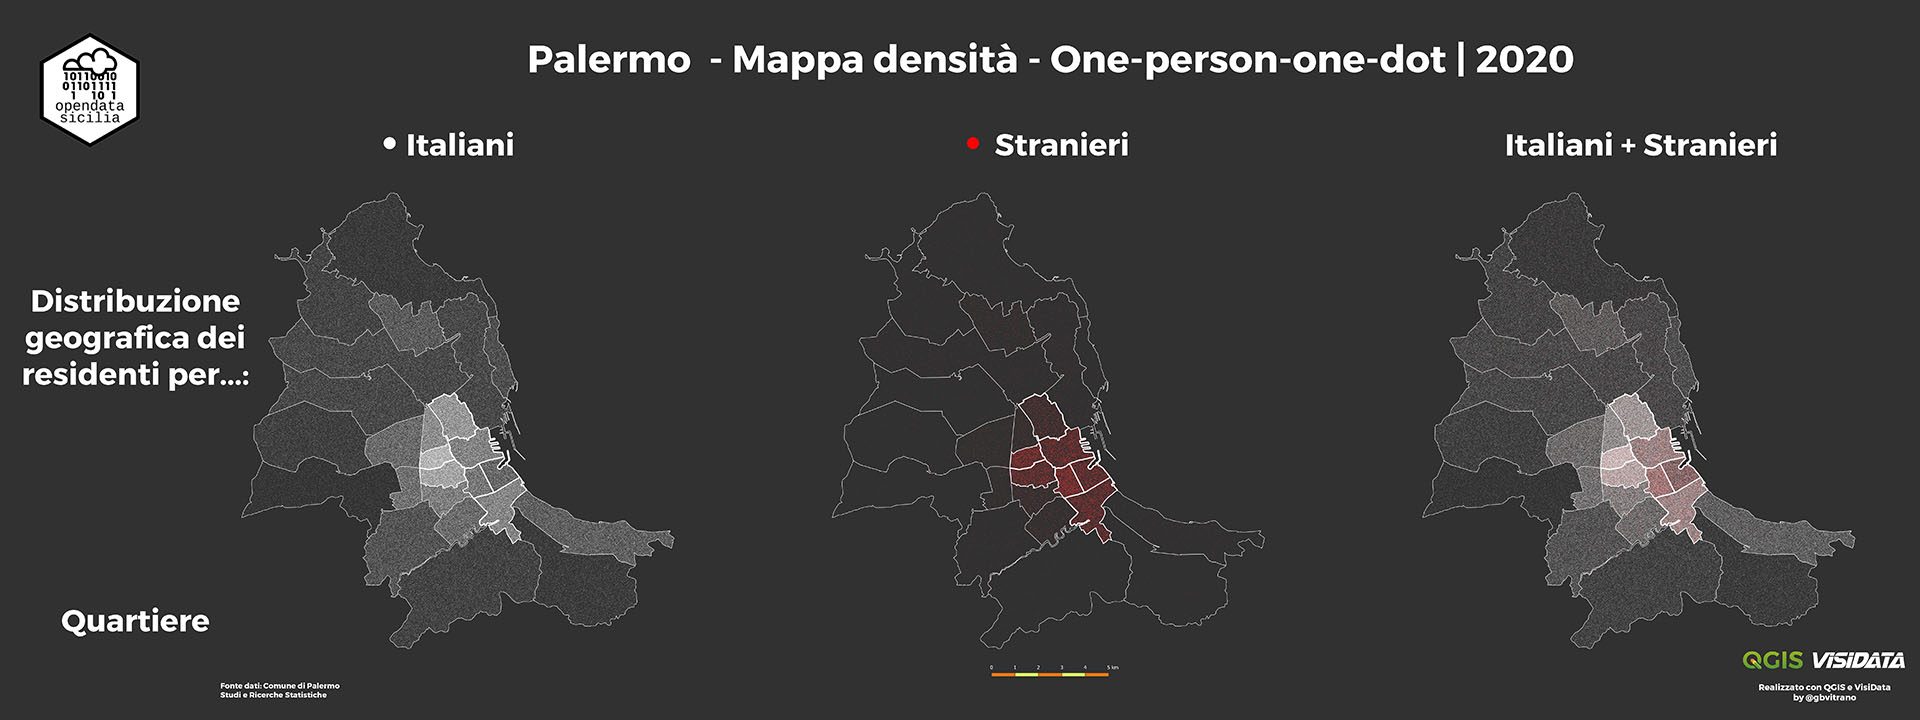 Palermo - Mappa densità - One-person-one-dot | 2020
10110010
01101111
1 10 1
opendata
sicilia
Italiani
Stranieri
Italiani + Stranieri
Distribuzione
geografica dei
residenti per...:
Quartiere
Fonte dati: Comune di Palermo
Studi e Ricerche Statistiche
0 1 2 3 4 5 km
QGIS VISIDATA
Realizzato con QGIS e VisiData
by @gbvitrano